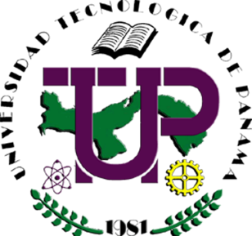 UNIVERSIDAD TECNOLOGICA DE PANAMA
UTP
1981